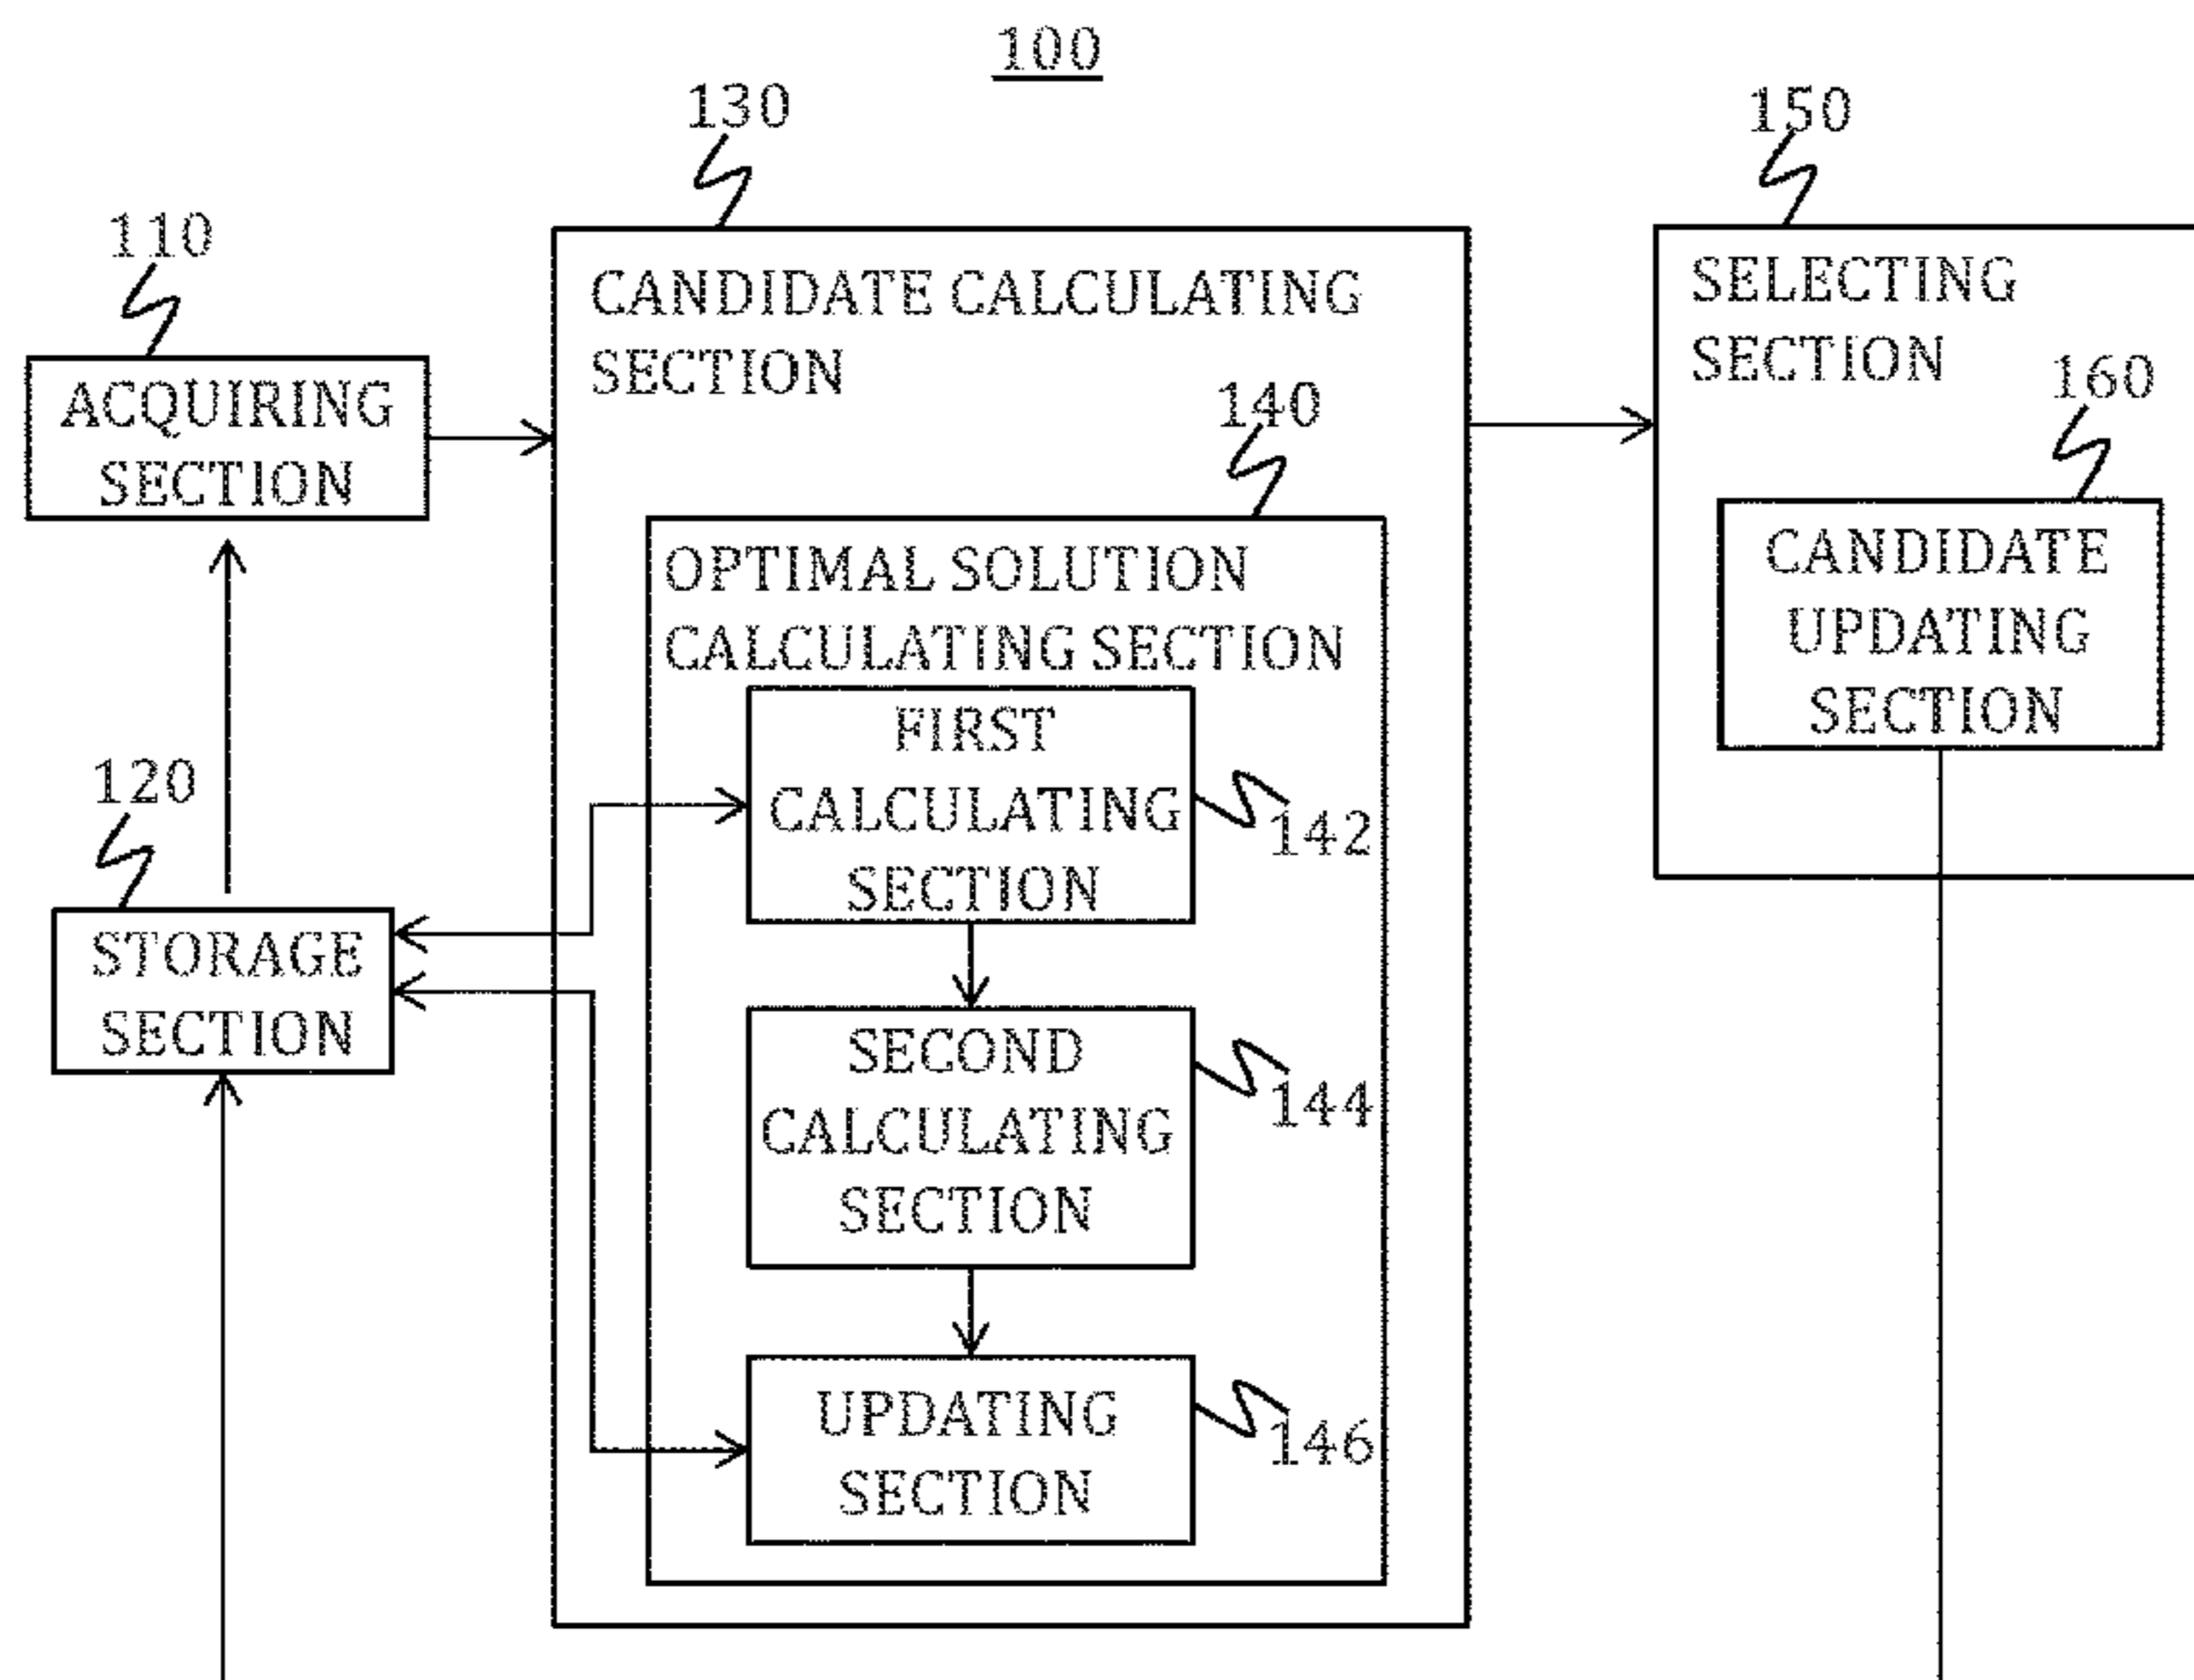 100
130
150
110
CANDIDATE CALCULATING
SECTION
SELECTING
SECTION
160
140
ACQUIRING
SECTION
OPTIMAL SOLUTION
CALCULATING SECTION
CANDIDATE
UPDATING
SECTION
FIRST
CALCULATING
SECTION
142
120
STORAGE
SECTION
SECOND
CALCULATING
SECTION
144
UPDATING
SECTION
146